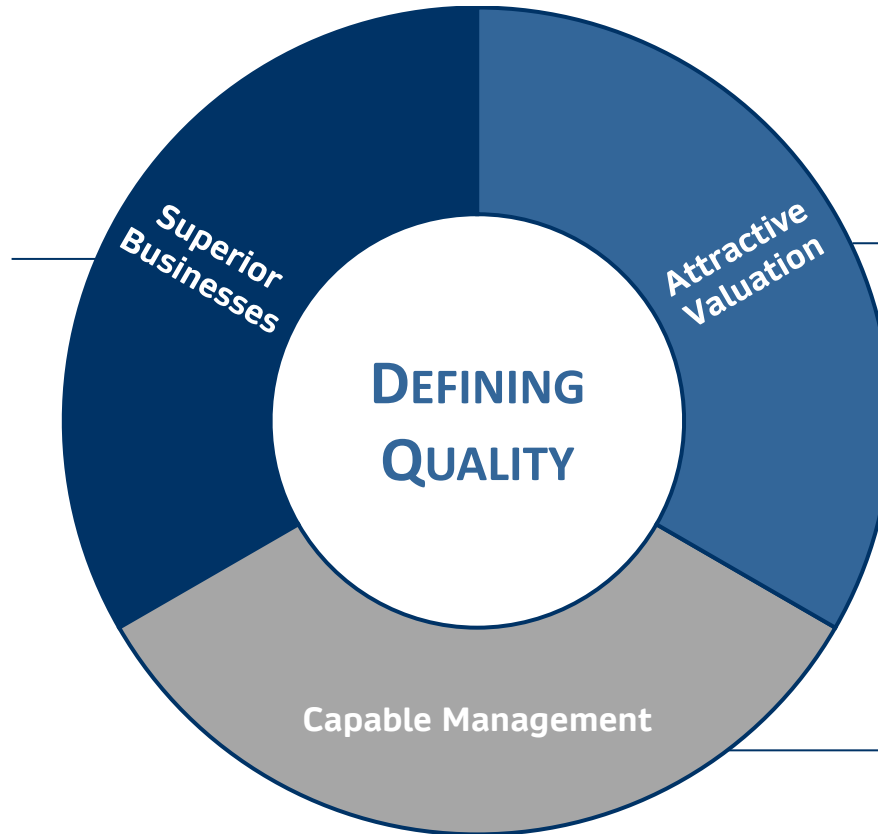 Superior
Businesses
Attractive
Valuation
DEFINING
QUALITY
Capable Management